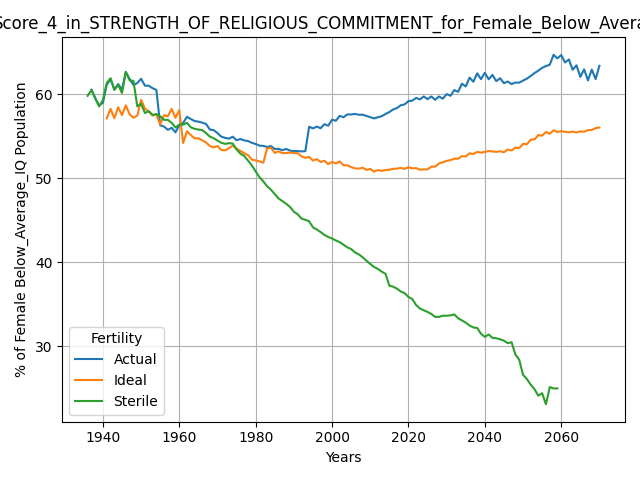 Score_4_in_STRENGTH_OF_RELIGIOUS_COMMITMENT_for_Female_Below_Avera
% of Female Below_Average_IQ Population
60
50
40
30
Fertility
Actual
Ideal
Sterile
1940 1960 1980 2000 2020 2040 2060
Years